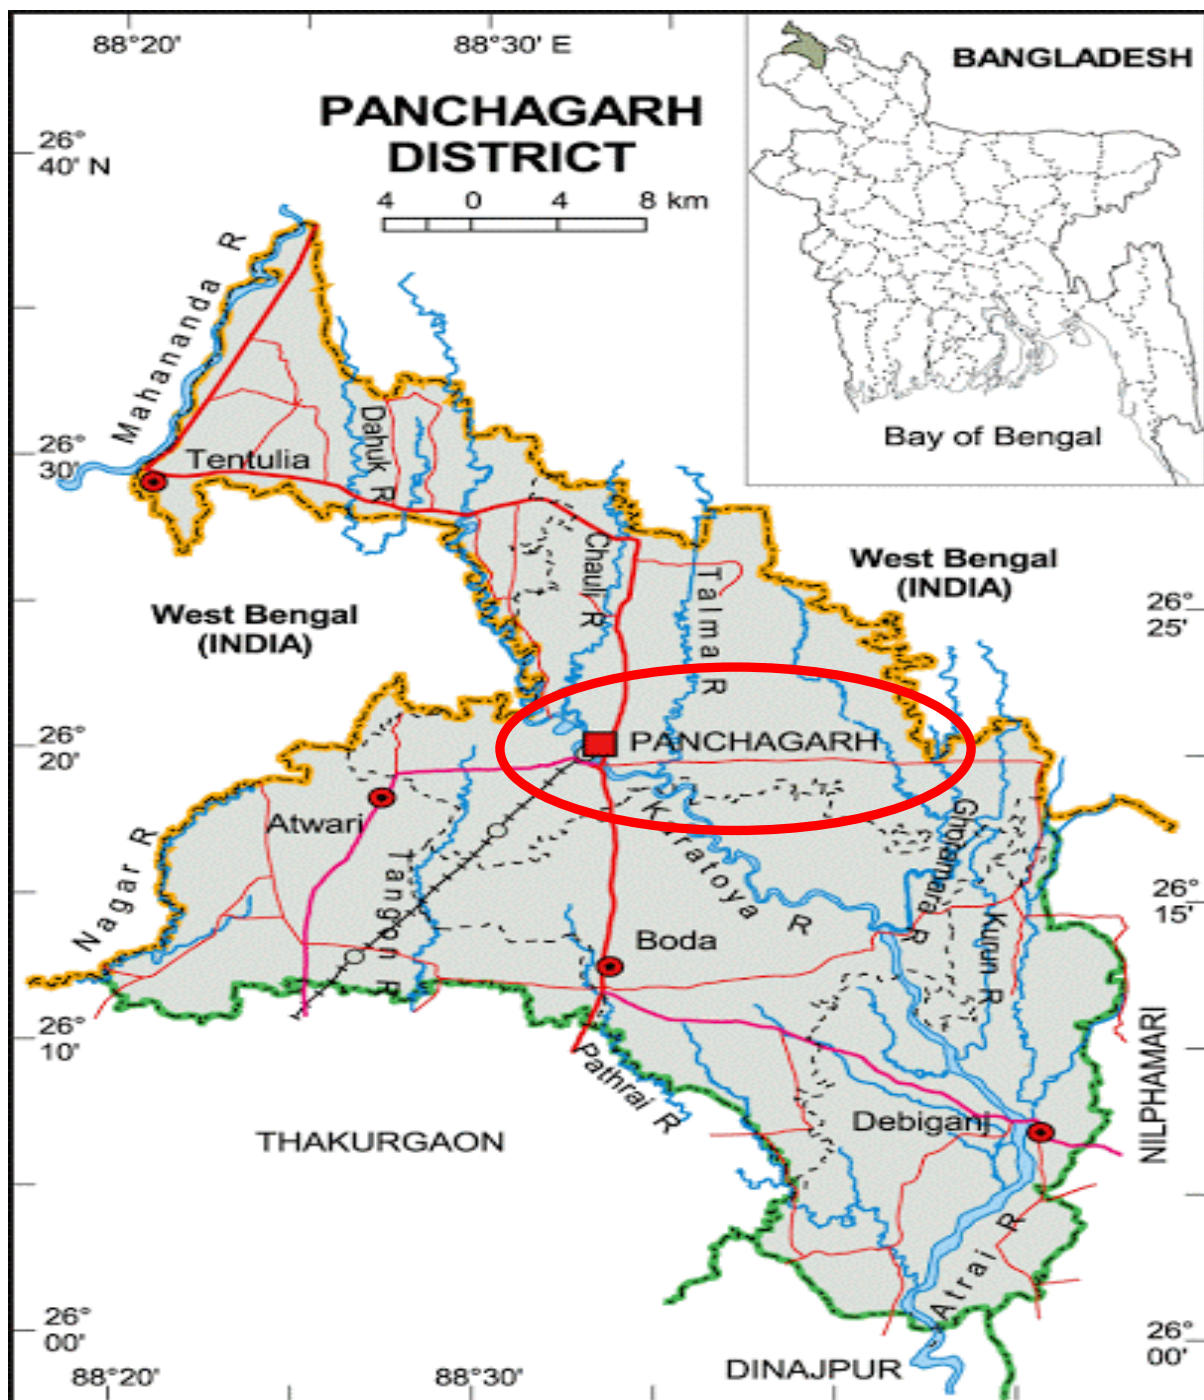 88°20'
88°30' E
BANGLADESH
PANCHAGARH
DISTRICT
26°
40' N
4 0 4 8 km
Mahananda R
Bay of Bengal
26°
30'
Tentulia
Dahuk R
Chauli R
Talma R
West Bengal
(INDIA)
West Bengal
(INDIA)
26°
25'
26°
20'
PANCHAGARH
Atwari
Karatoya R
Ghoramara R
Nagar R
Tangon R
Kurun R
26°
15'
Boda
26°
10'
Pathrai R
Debiganj
NILPHAMARI
THAKURGAON
Atrai R
26°
00'
26°
00'
88°20'
88°30'
DINAJPUR